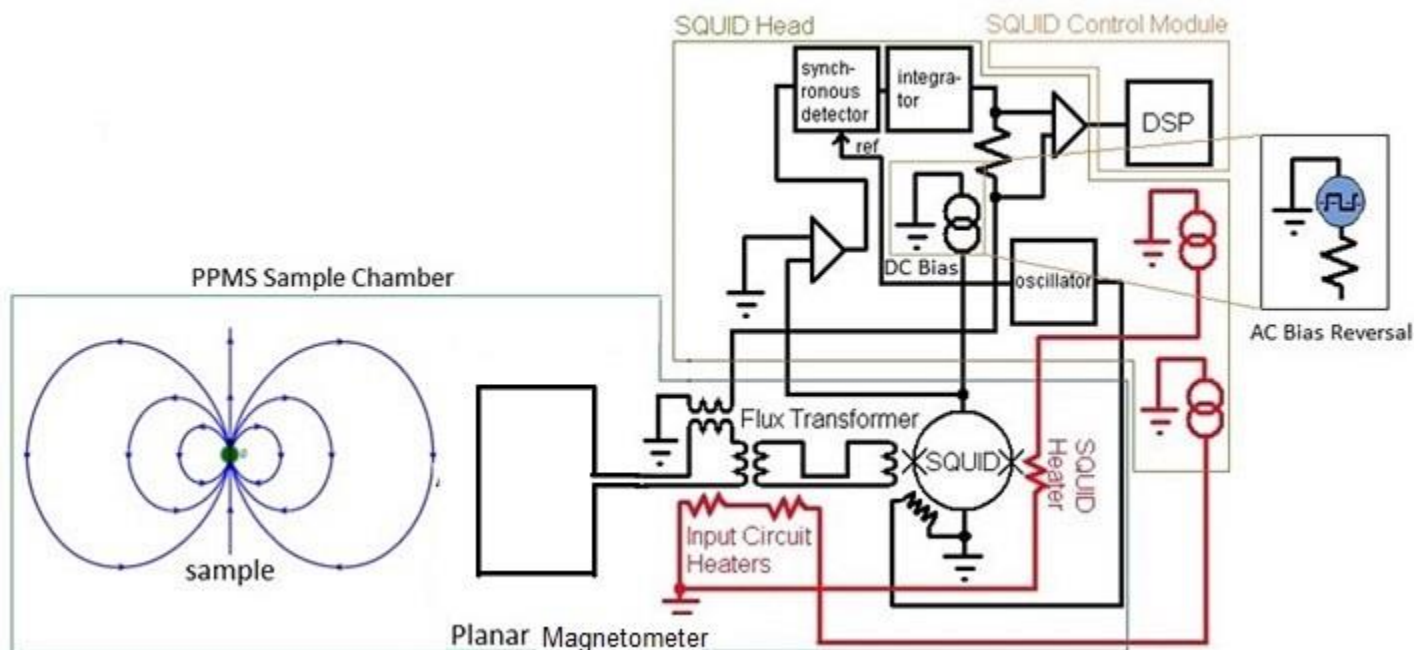 SQUID Head
SQUID Control Module
synch-
ronous
detector
integra-
tor
ref
DSP
DC Bias
oscillator
AC Bias Reversal
PPMS Sample Chamber
Flux Transformer
SQUID
SQUID
Heater
Input Circuit
Heaters
sample
Planar Magnetometer